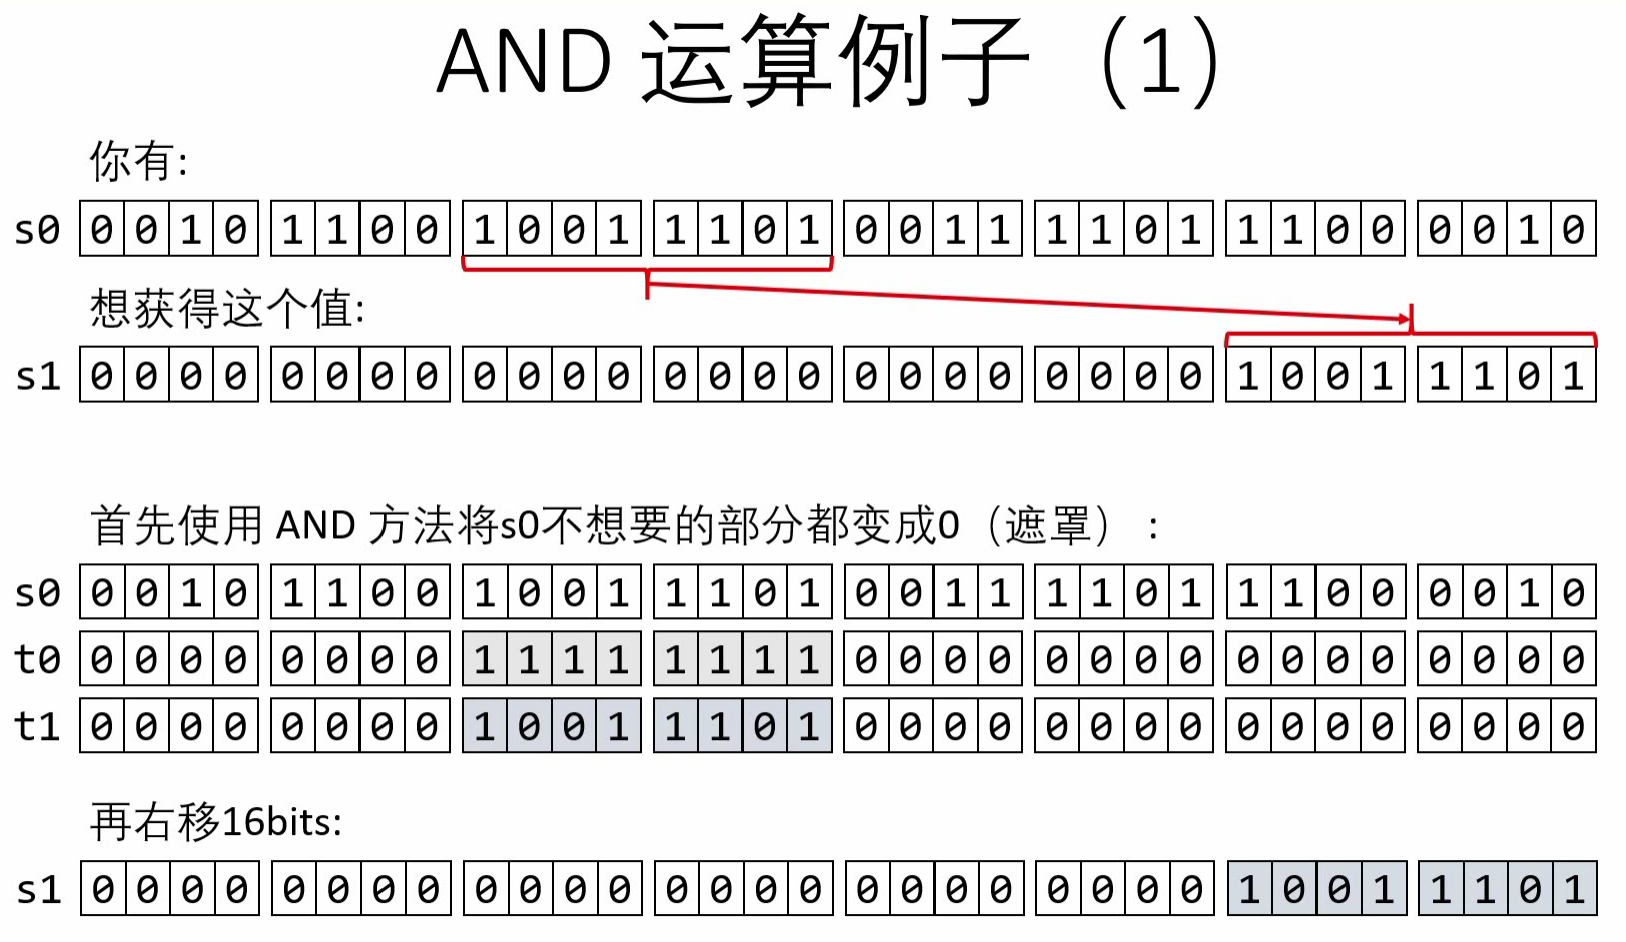 AND 运算例子（1）
你有:
s0 0010 1100 1001 1101 0011 1101 1100 0010
想获得这个值:
s1 0000 0000 0000 0000 0000 0000 1001 1101
首先使用 AND 方法将s0不想要的部分都变成0（遮罩）:
s0 0010 1100 1001 1101 0011 1101 1100 0010
t0 0000 0000 1111 1111 0000 0000 0000 0000
t1 0000 0000 1001 1101 0000 0000 0000 0000
再右移16bits:
s1 0000 0000 0000 0000 0000 0000 1001 1101